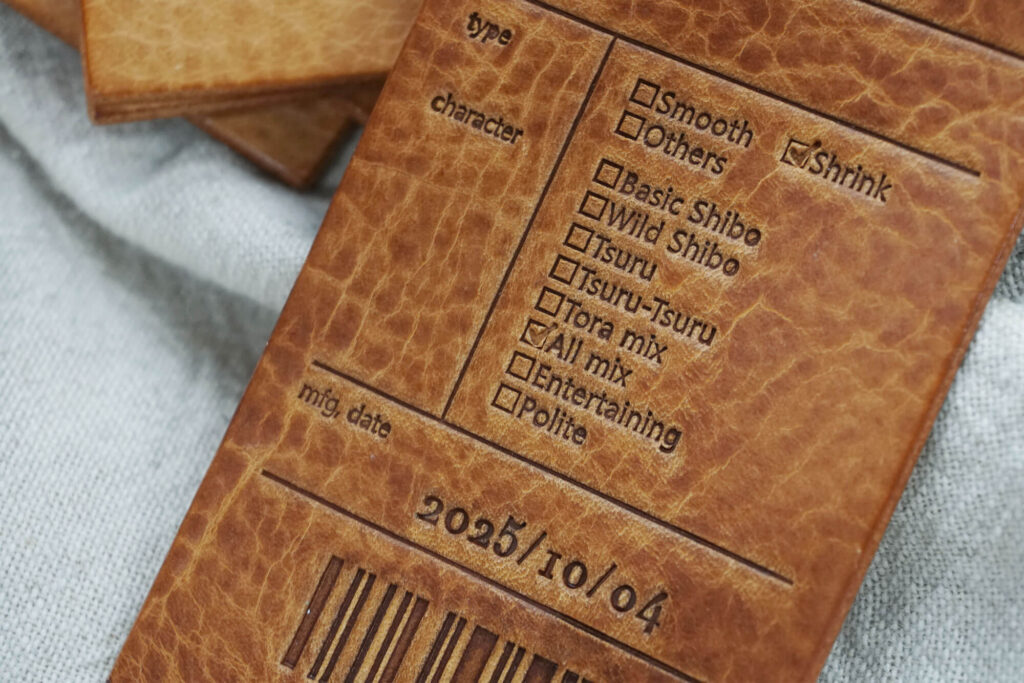 type
☐Smooth ☑Shrink
☐Others
character
☐Basic Shibo
☐Wild Shibo
☐Tsuru
☐Tsuru-Tsuru
☐Tora mix
☑All mix
☐Entertaining
☐Polite
mfg, date
2025/10/04